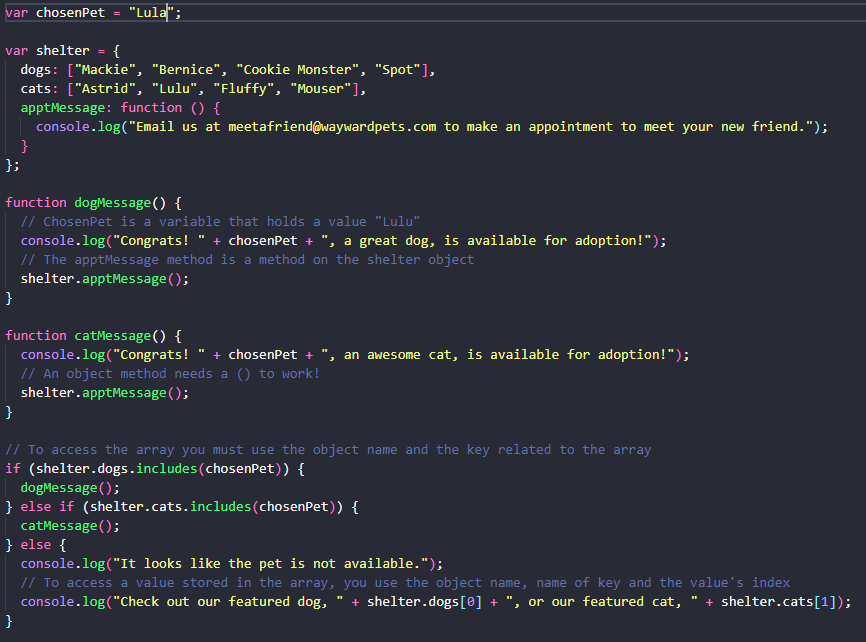 var chosenPet = "Lula";
var shelter = {
  dogs: ["Mackie", "Bernice", "Cookie Monster", "Spot"],
  cats: ["Astrid", "Lulu", "Fluffy", "Mouser"],
  apptMessage: function () {
    console.log("Email us at meetafriend@waywardpets.com to make an appointment to meet your new friend.");
  }
};
function dogMessage() {
  // ChosenPet is a variable that holds a value "Lulu"
  console.log("Congrats! " + chosenPet + ", a great dog, is available for adoption!");
  // The apptMessage method is a method on the shelter object
  shelter.apptMessage();
}
function catMessage() {
  console.log("Congrats! " + chosenPet + ", an awesome cat, is available for adoption!");
  // An object method needs a () to work!
  shelter.apptMessage();
}
// To access the array you must use the object name and the key related to the array
if (shelter.dogs.includes(chosenPet)) {
  dogMessage();
} else if (shelter.cats.includes(chosenPet)) {
  catMessage();
} else {
  console.log("It looks like the pet is not available.");
  // To access a value stored in the array, you use the object name, name of key and the value's index
  console.log("Check out our featured dog, " + shelter.dogs[0] + ", or our featured cat, " + shelter.cats[1]);
}